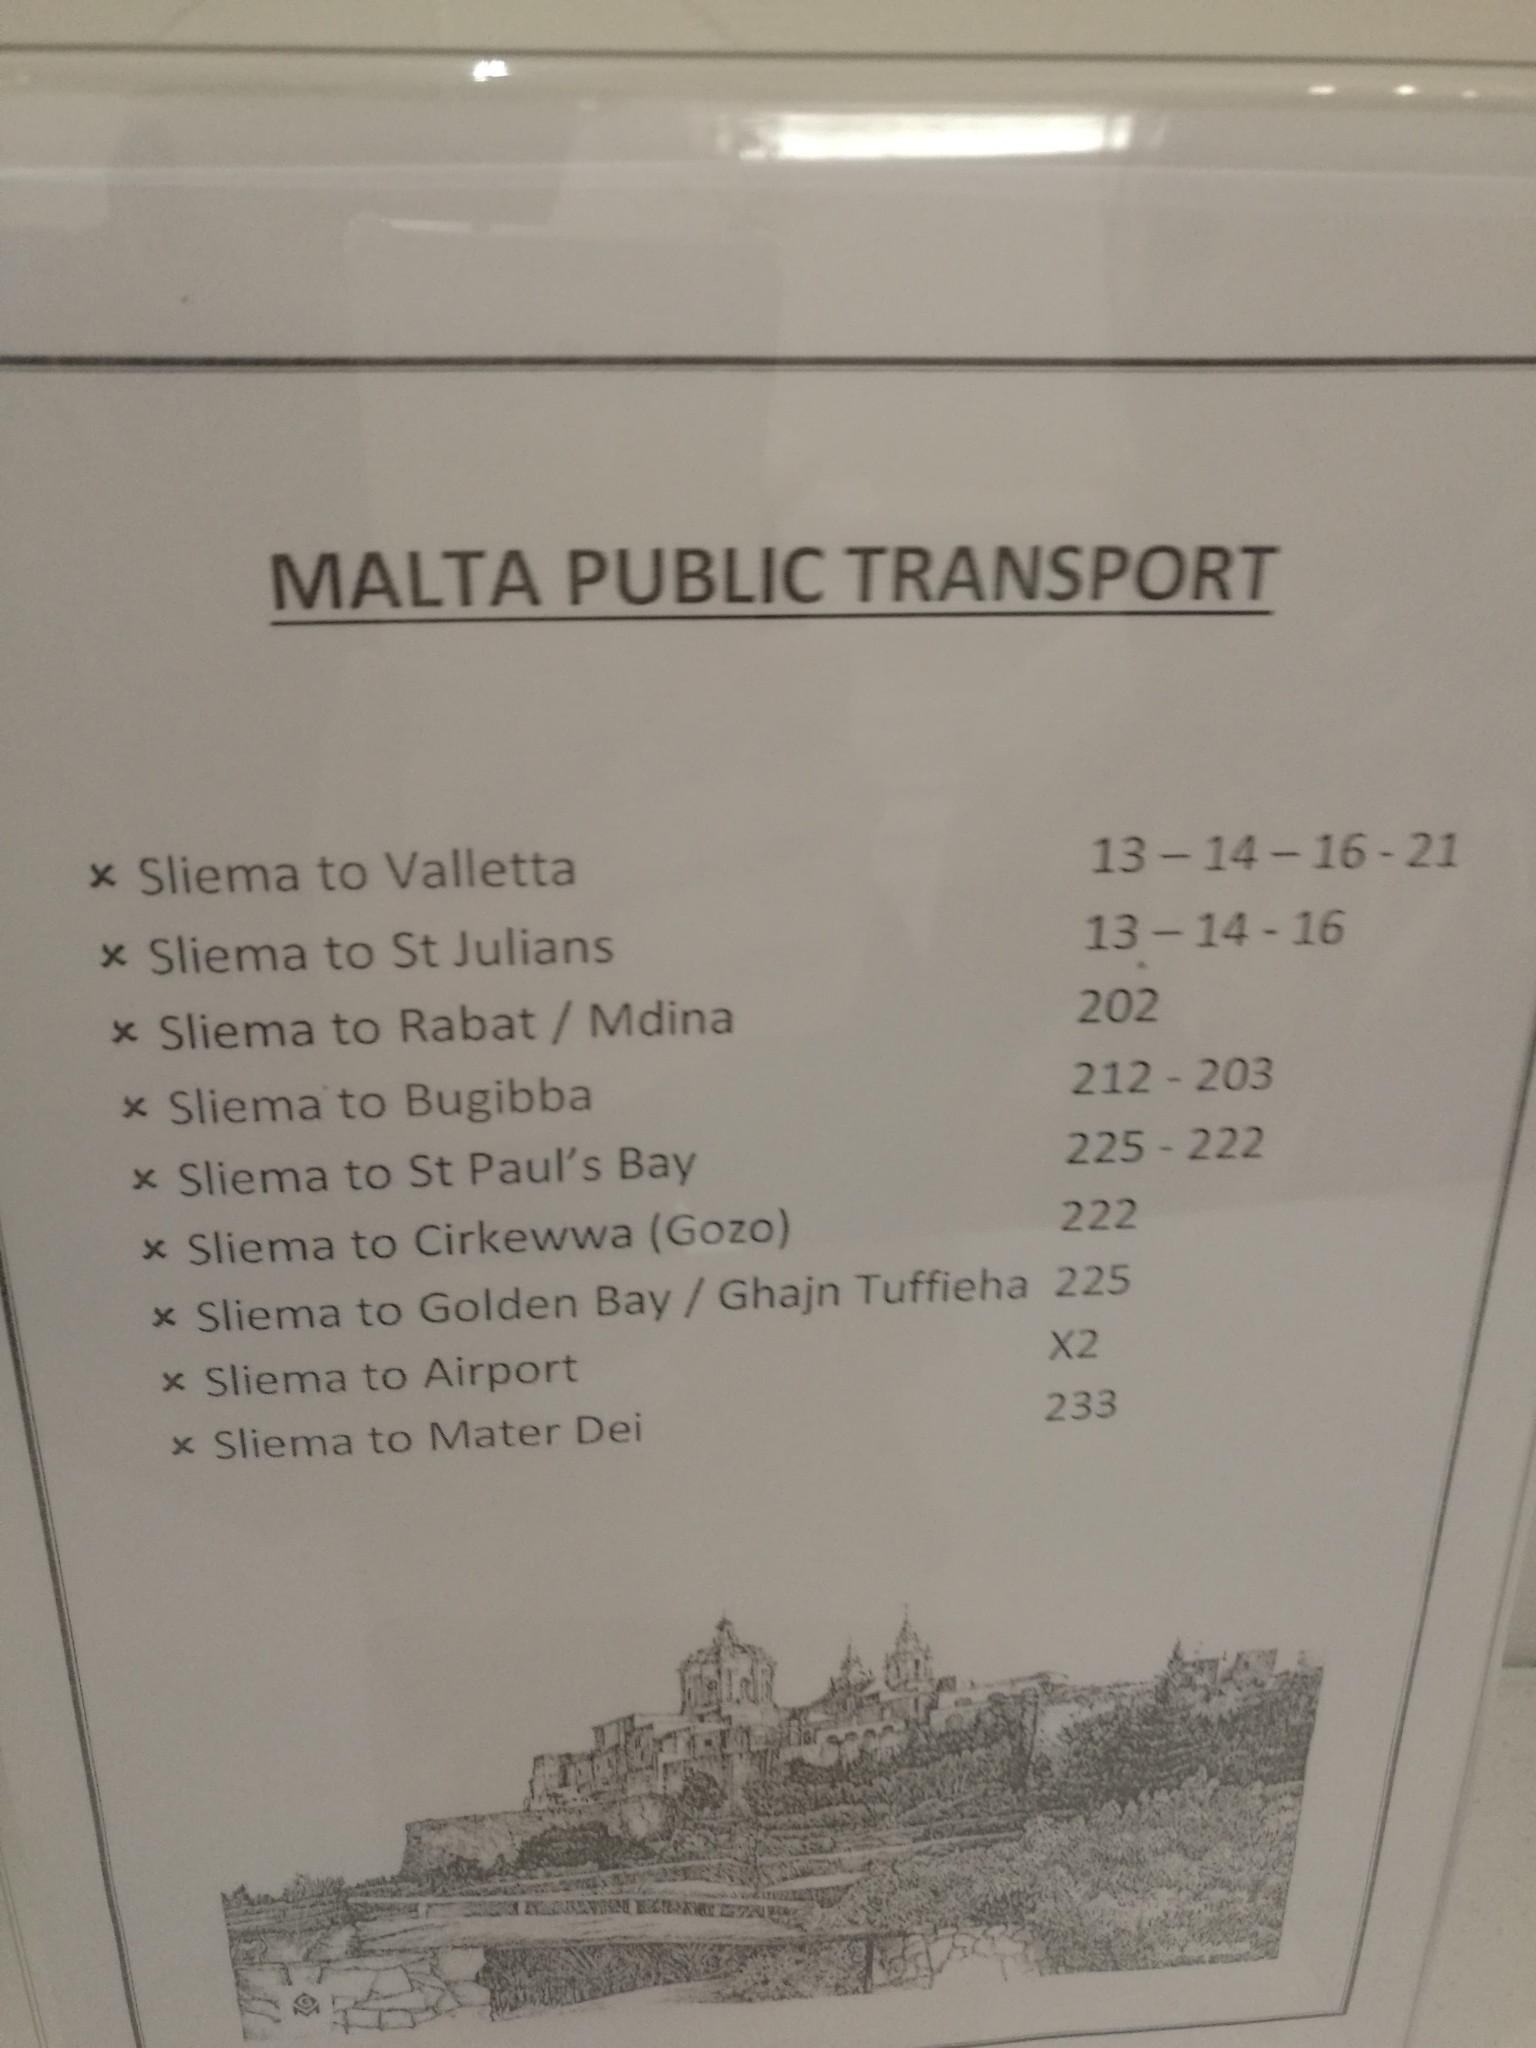 MALTA PUBLIC TRANSPORT
× Sliema to Valletta 13 – 14 – 16 - 21
× Sliema to St Julians 13 – 14 - 16
× Sliema to Rabat / Mdina 202
× Sliema to Bugibba 212 - 203
× Sliema to St Paul’s Bay 225 - 222
× Sliema to Cirkewwa (Gozo) 222
× Sliema to Golden Bay / Ghajn Tuffieha 225
× Sliema to Airport X2
× Sliema to Mater Dei 233